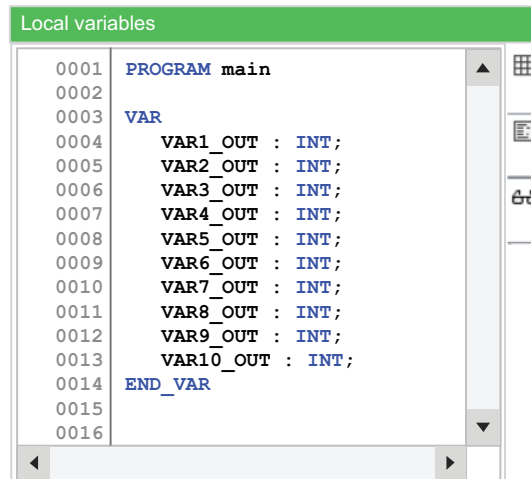 Local variables
0001 PROGRAM main
0002
0003 VAR
0004 VAR1_OUT : INT;
0005 VAR2_OUT : INT;
0006 VAR3_OUT : INT;
0007 VAR4_OUT : INT;
0008 VAR5_OUT : INT;
0009 VAR6_OUT : INT;
0010 VAR7_OUT : INT;
0011 VAR8_OUT : INT;
0012 VAR9_OUT : INT;
0013 VAR10_OUT : INT;
0014 END_VAR
0015
0016